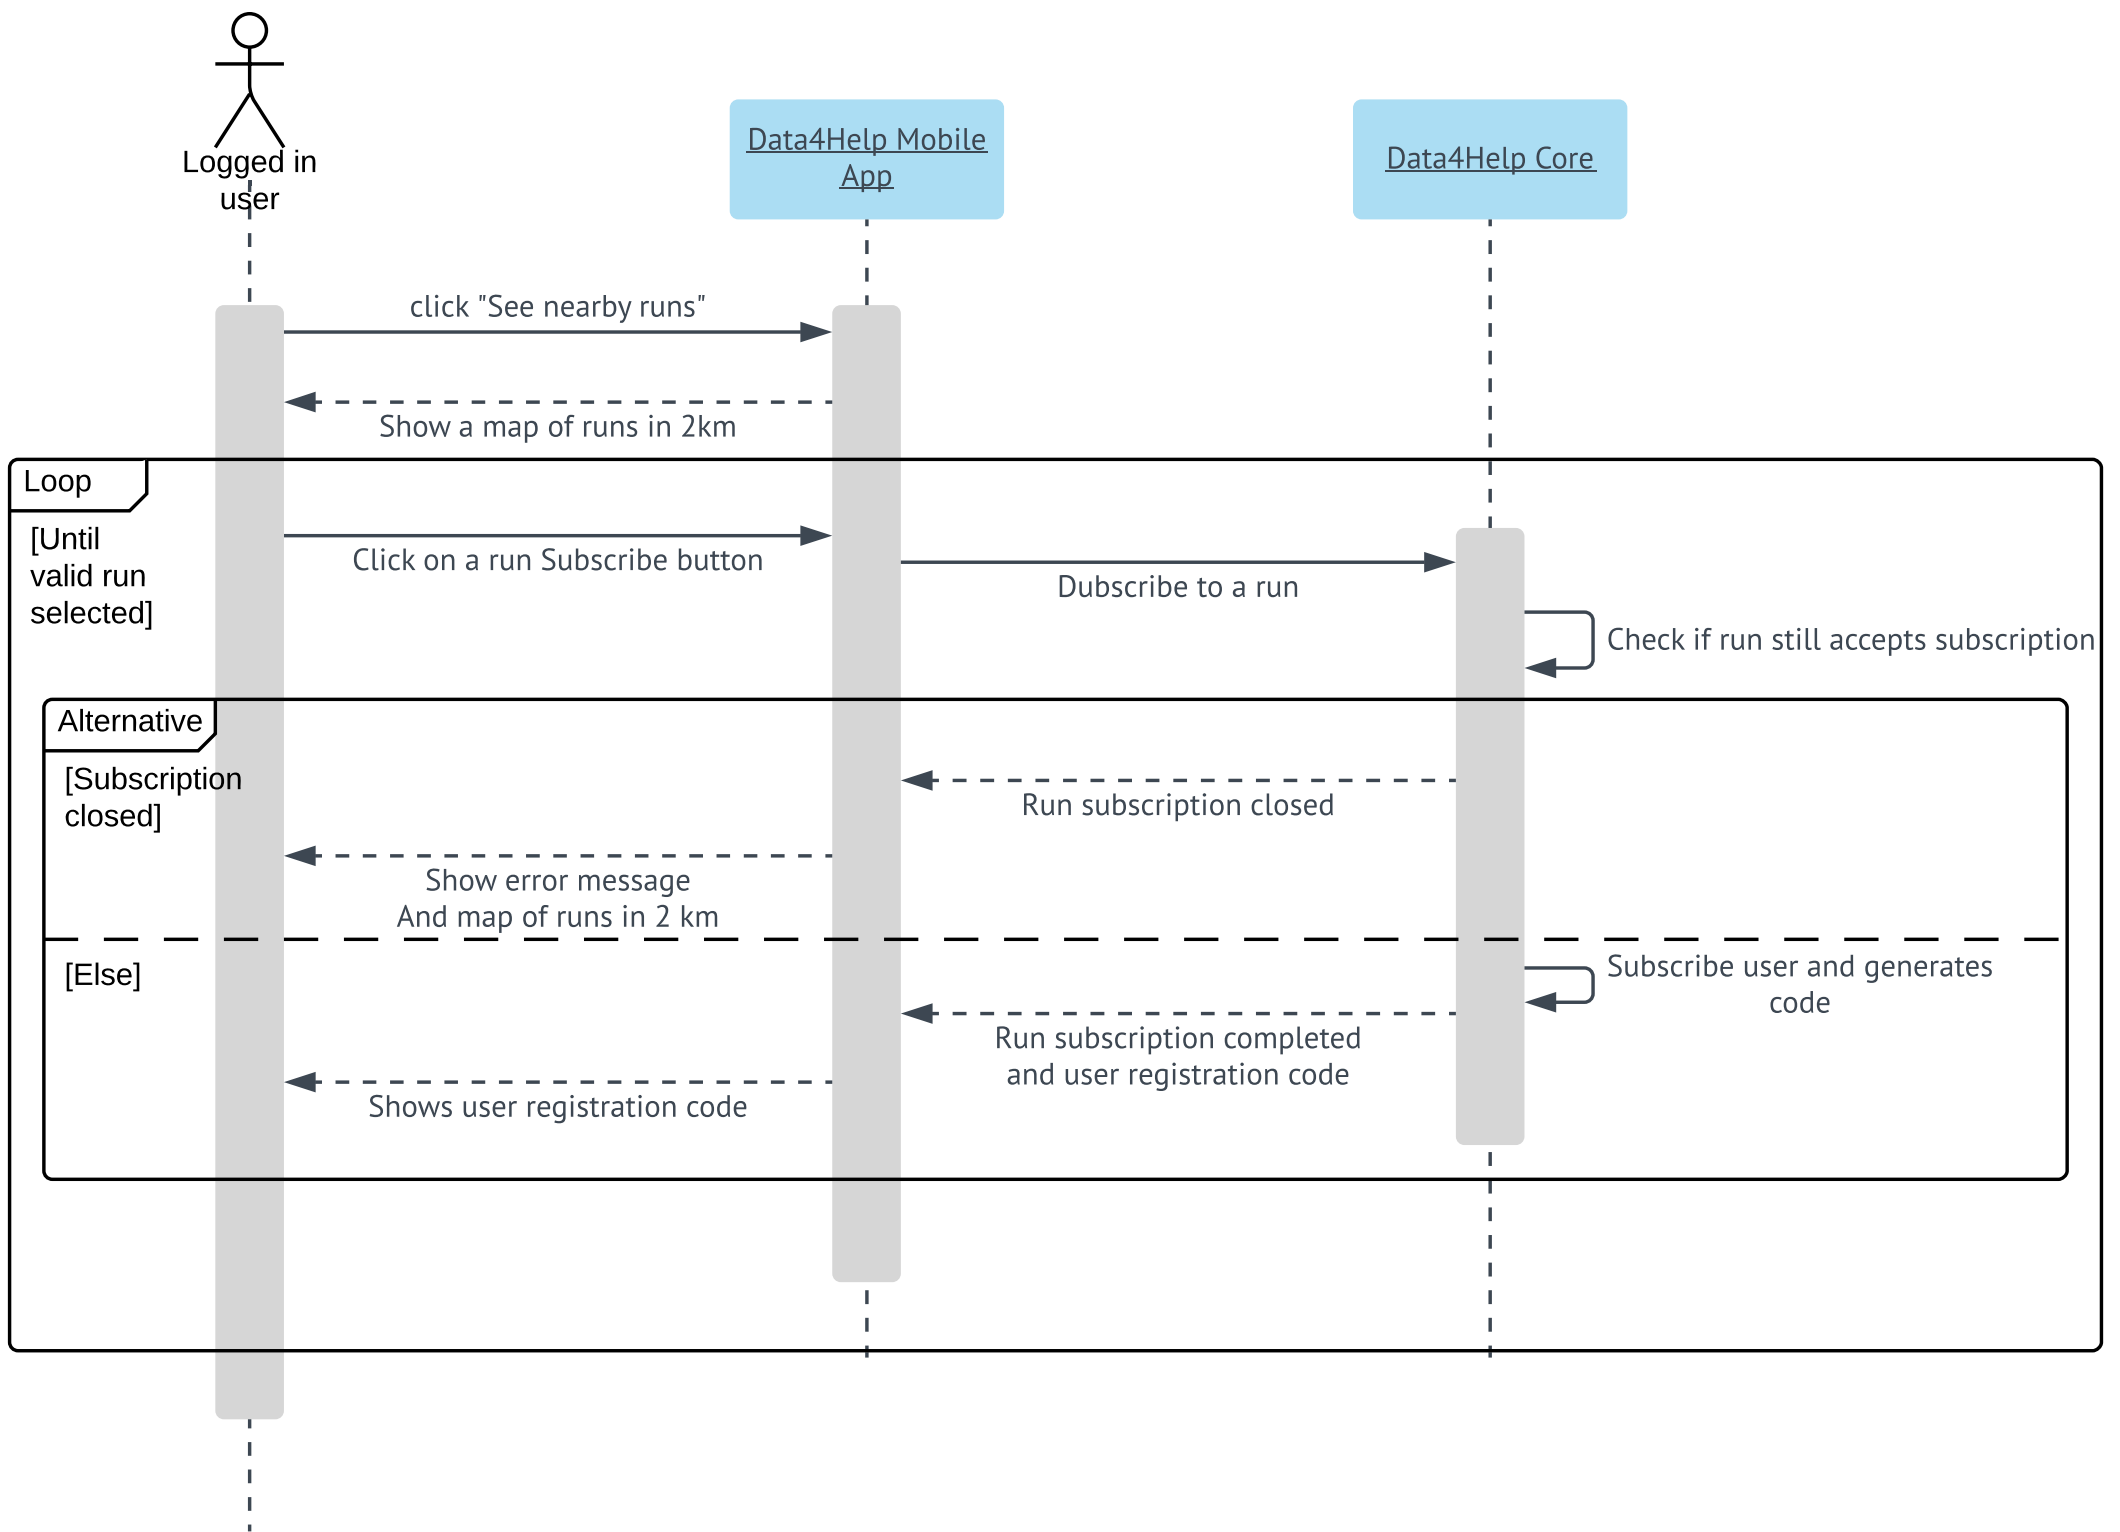 Logged in
user
Data4Help Mobile
App
Data4Help Core
click "See nearby runs"
Show a map of runs in 2km
Loop
[Until
valid run
selected]
Click on a run Subscribe button
Dubscribe to a run
Check if run still accepts subscription
Alternative
[Subscription
closed]
Run subscription closed
Show error message
And map of runs in 2 km
[Else]
Subscribe user and generates
code
Run subscription completed
and user registration code
Shows user registration code